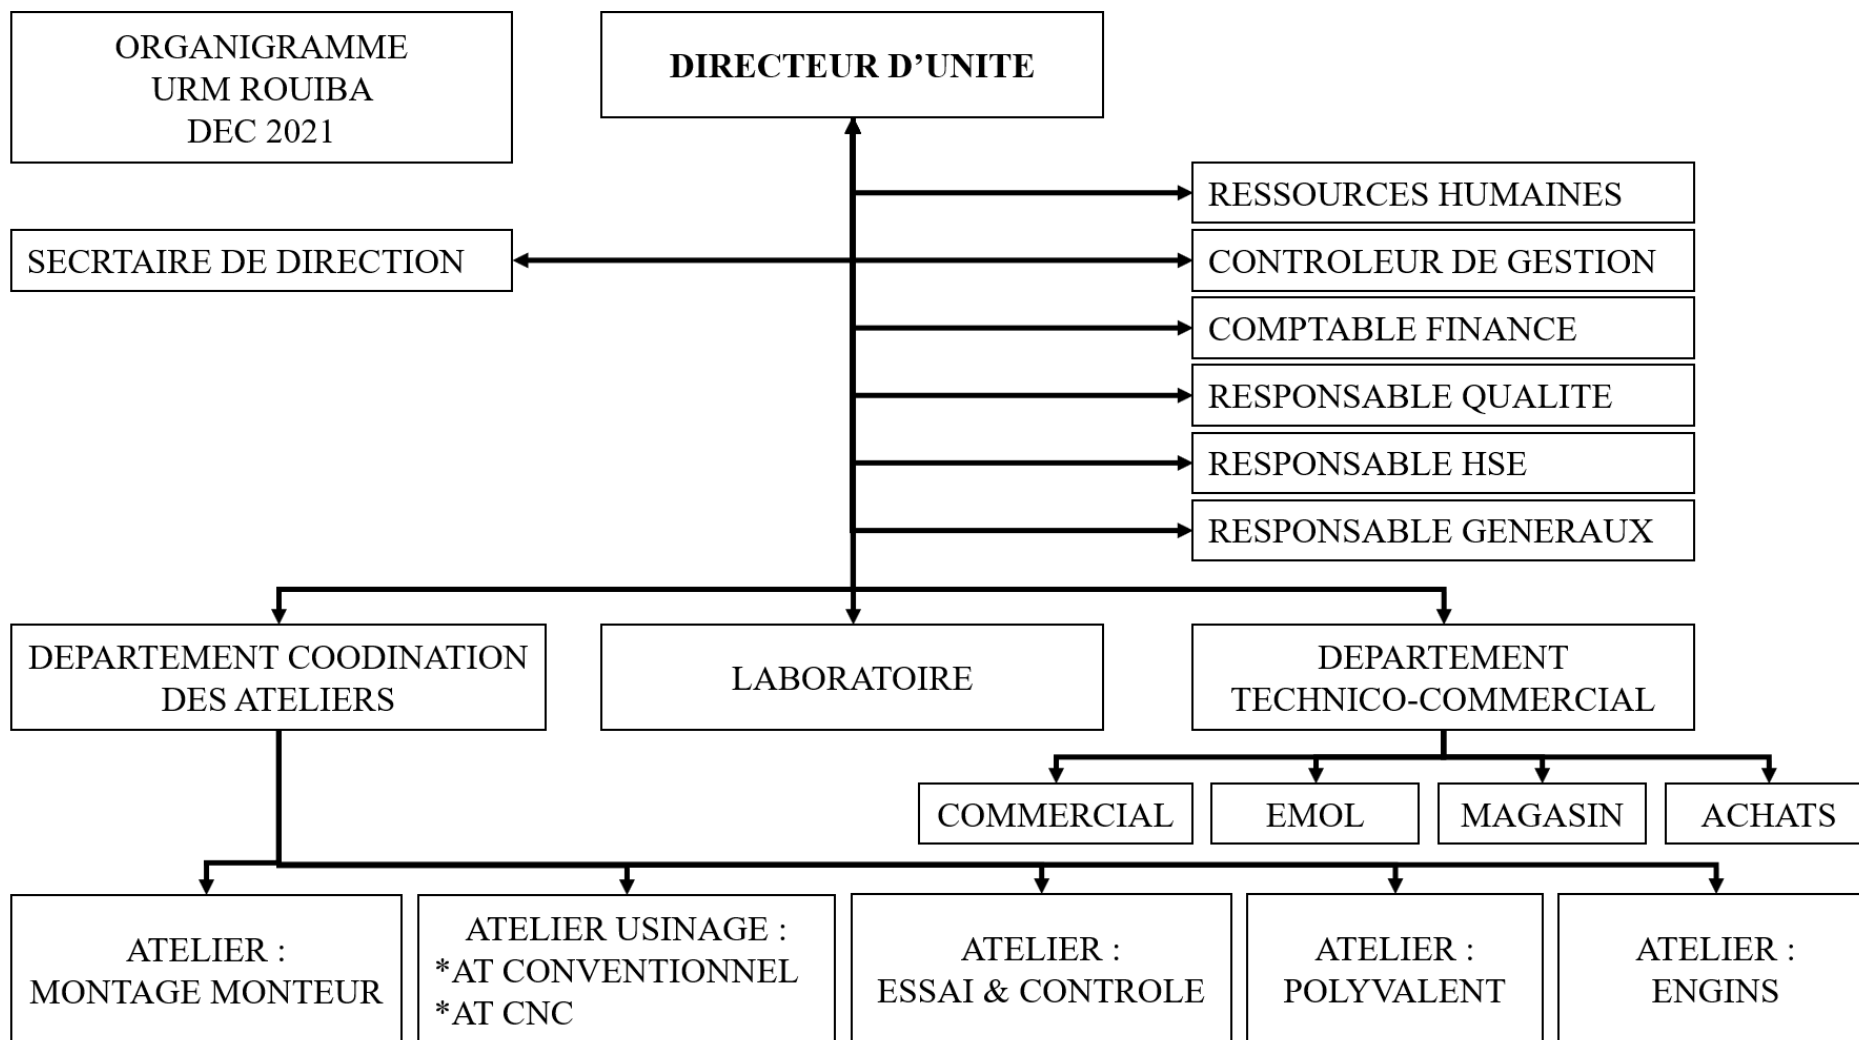 ORGANIGRAMME
URM ROUIBA
DEC 2021
DIRECTEUR D’UNITE
RESSOURCES HUMAINES
SECRTAIRE DE DIRECTION
CONTROLEUR DE GESTION
COMPTABLE FINANCE
RESPONSABLE QUALITE
RESPONSABLE HSE
RESPONSABLE GENERAUX
DEPARTEMENT COODINATION
DES ATELIERS
LABORATOIRE
DEPARTEMENT
TECHNICO-COMMERCIAL
COMMERCIAL
EMOL
MAGASIN
ACHATS
ATELIER :
MONTAGE MONTEUR
ATELIER USINAGE :
*AT CONVENTIONNEL
*AT CNC
ATELIER :
ESSAI & CONTROLE
ATELIER :
POLYVALENT
ATELIER :
ENGINS